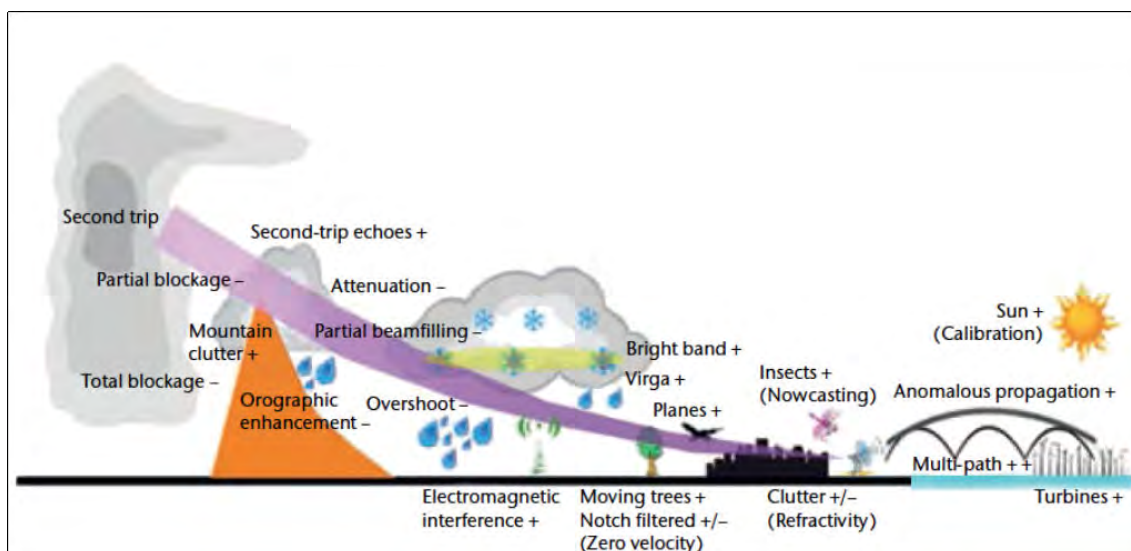 Second trip
Second-trip echoes +
Partial blockage –
Attenuation –
Mountain
clutter +
Partial beamfilling –
Total blockage –
Orographic
enhancement –
Overshoot –
Bright band +
Virga +
Planes +
Insects +
(Nowcasting)
Sun +
(Calibration)
Anomalous propagation +
Multi-path + +
Electromagnetic
interference +
Moving trees +
Notch filtered +/–
(Zero velocity)
Clutter +/–
(Refractivity)
Turbines +